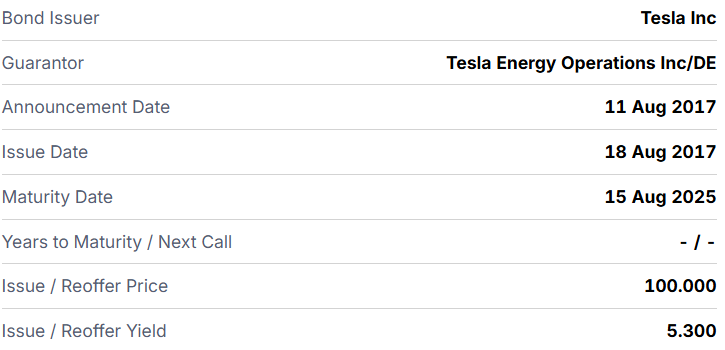 Bond Issuer Tesla Inc
Guarantor Tesla Energy Operations Inc/DE
Announcement Date 11 Aug 2017
Issue Date 18 Aug 2017
Maturity Date 15 Aug 2025
Years to Maturity / Next Call - / -
Issue / Reoffer Price 100.000
Issue / Reoffer Yield 5.300